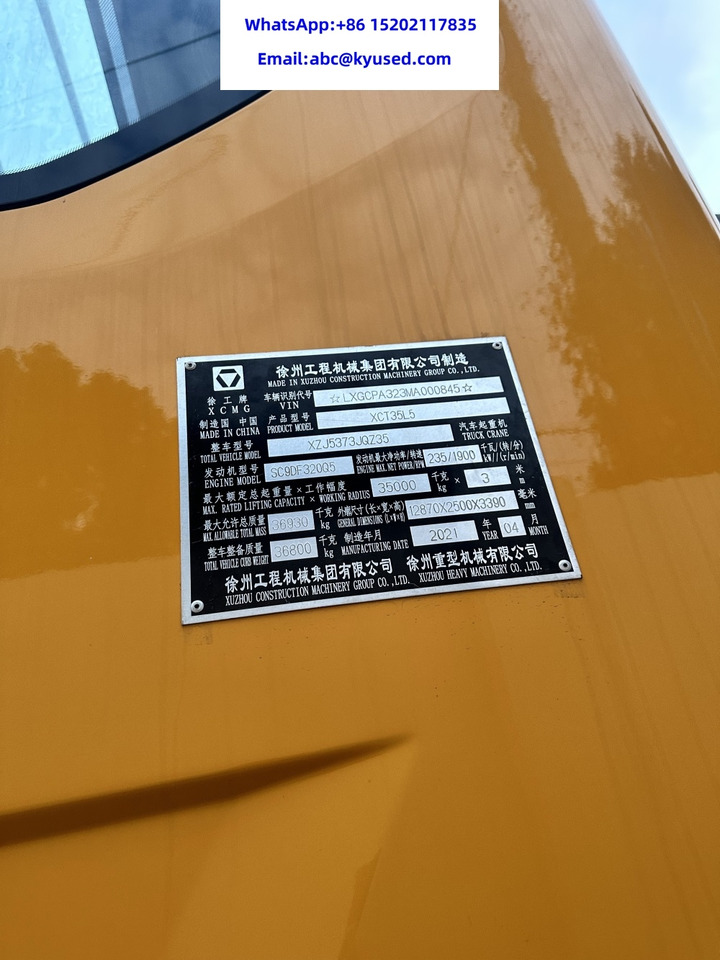 WhatsApp:+86 15202117835
Email:abc@kyused.com
徐州工程机械集团有限公司制造
MADE IN XUZHOU CONSTRUCTION MACHINERY GROUP CO.,LTD.
徐工牌 车辆识别代号 ☆LXGCPA323MA000845☆
XCMG VIN
制造国 中国 产品型号 XCT35L5
MADE IN CHINA PRODUCT MODEL
整车型号 XZJ5373JQZ35 汽车起重机
TOTAL VEHICLE MODEL TRUCK CRANE
发动机型号 SC9DF320Q5 发动机最大净功率/转速 235/1900 千瓦/(转/分)
ENGINE MODEL ENGINE MAX. NET POWER/RPM kW/(r/min)
最大额定总起重量×工作幅度 35000 千克 × 3 米
MAX. RATED LIFTING CAPACITY × WORKING RADIUS kg m
最大允许总质量 36930 千克 外廓尺寸(长×宽×高) 12870X2500X3390 毫米
MAX. ALLOWABLE TOTAL MASS kg GENERAL DIMENSIONS (L×W×H) mm
整车整备质量 36800 千克 制造年月 2021 年 04 月
TOTAL VEHICLE CURB WEIGHT kg MANUFACTURING DATE YEAR MONTH
徐州工程机械集团有限公司 徐州重型机械有限公司
XUZHOU CONSTRUCTION MACHINERY GROUP CO.,LTD. XUZHOU HEAVY MACHINERY CO.,LTD.